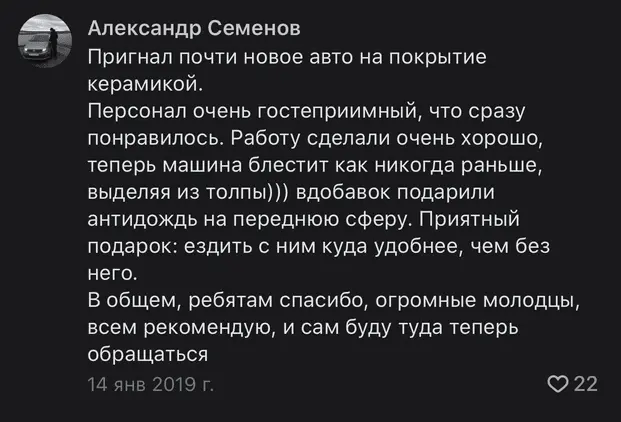 Александр Семенов
Пригнал почти новое авто на покрытие
керамикой.
Персонал очень гостеприимный, что сразу
понравилось. Работу сделали очень хорошо,
теперь машина блестит как никогда раньше,
выделяя из толпы))) вдобавок подарили
антидождь на переднюю сферу. Приятный
подарок: ездить с ним куда удобнее, чем без
него.
В общем, ребятам спасибо, огромные молодцы,
всем рекомендую, и сам буду туда теперь
обращаться
14 янв 2019 г.
22